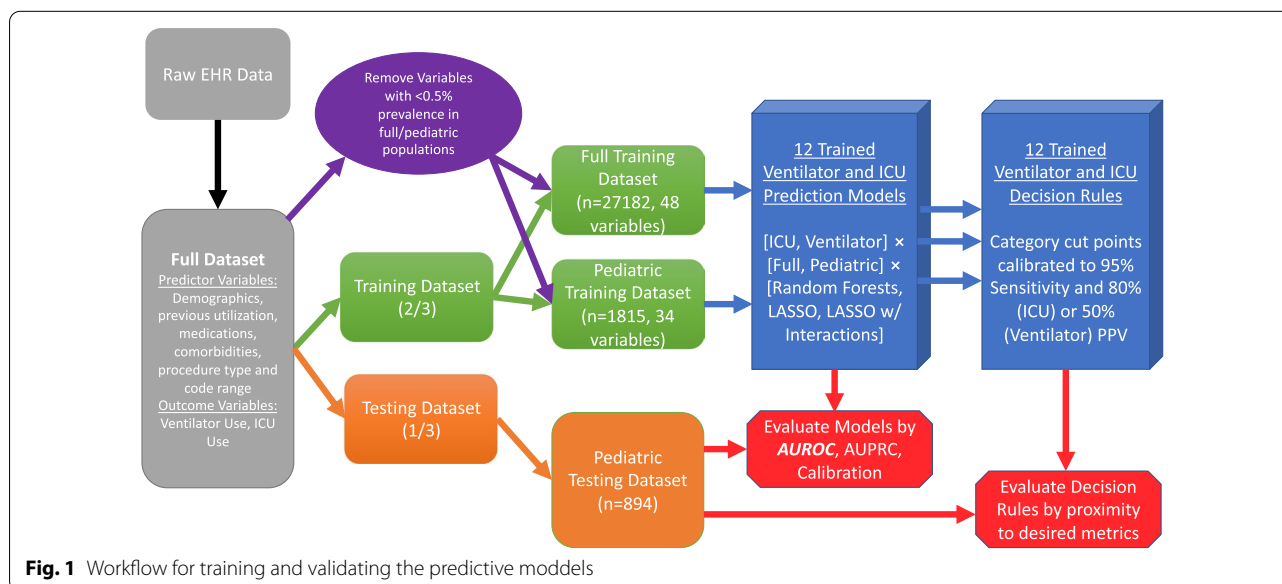 Raw EHR Data
Remove Variables
with <0.5%
prevalence in
full/pediatric
populations
Full Dataset
Predictor Variables:
Demographics,
previous utilization,
medications,
comorbidities,
procedure type and
code range
Outcome Variables:
Ventilator Use, ICU
Use
Training Dataset
(2/3)
Testing Dataset
(1/3)
Full Training
Dataset
(n=27182, 48
variables)
Pediatric
Training Dataset
(n=1815, 34
variables)
Pediatric
Testing Dataset
(n=894)
12 Trained
Ventilator and ICU
Prediction Models
[ICU, Ventilator] ×
[Full, Pediatric] ×
[Random Forests,
LASSO, LASSO w/
Interactions]
12 Trained
Ventilator and ICU
Decision Rules
Category cut points
calibrated to 95%
Sensitivity and 80%
(ICU) or 50%
(Ventilator) PPV
Evaluate Models by
AUROC, AUPRC,
Calibration
Evaluate Decision
Rules by proximity
to desired metrics
Fig. 1 Workflow for training and validating the predictive moddels